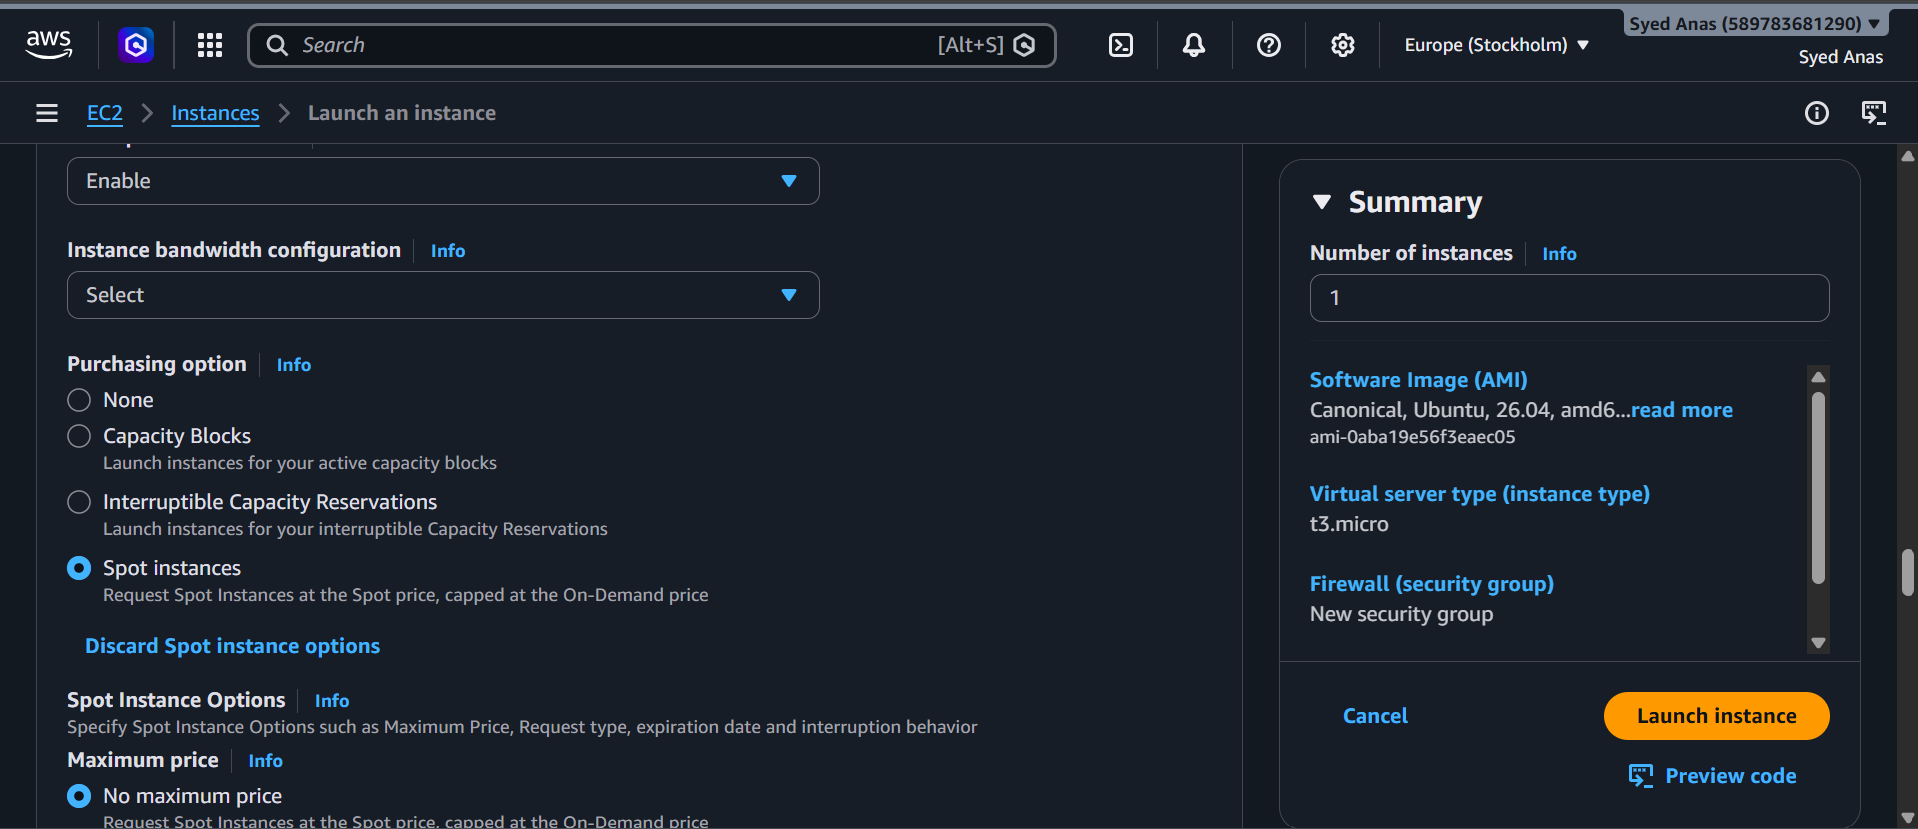 aws
Search
[Alt+S]
Europe (Stockholm)
Syed Anas (589783681290)
Syed Anas
EC2
Instances
Launch an instance
Enable
Instance bandwidth configuration
Info
Select
Purchasing option
Info
None
Capacity Blocks
Launch instances for your active capacity blocks
Interruptible Capacity Reservations
Launch instances for your interruptible Capacity Reservations
Spot instances
Request Spot Instances at the Spot price, capped at the On-Demand price
Discard Spot instance options
Spot Instance Options
Info
Specify Spot Instance Options such as Maximum Price, Request type, expiration date and interruption behavior
Maximum price
Info
No maximum price
Request Spot Instances at the Spot price, capped at the On-Demand price
Summary
Number of instances
Info
1
Software Image (AMI)
Canonical, Ubuntu, 26.04, amd6...read more
ami-0aba19e56f3eaec05
Virtual server type (instance type)
t3.micro
Firewall (security group)
New security group
Cancel
Launch instance
Preview code